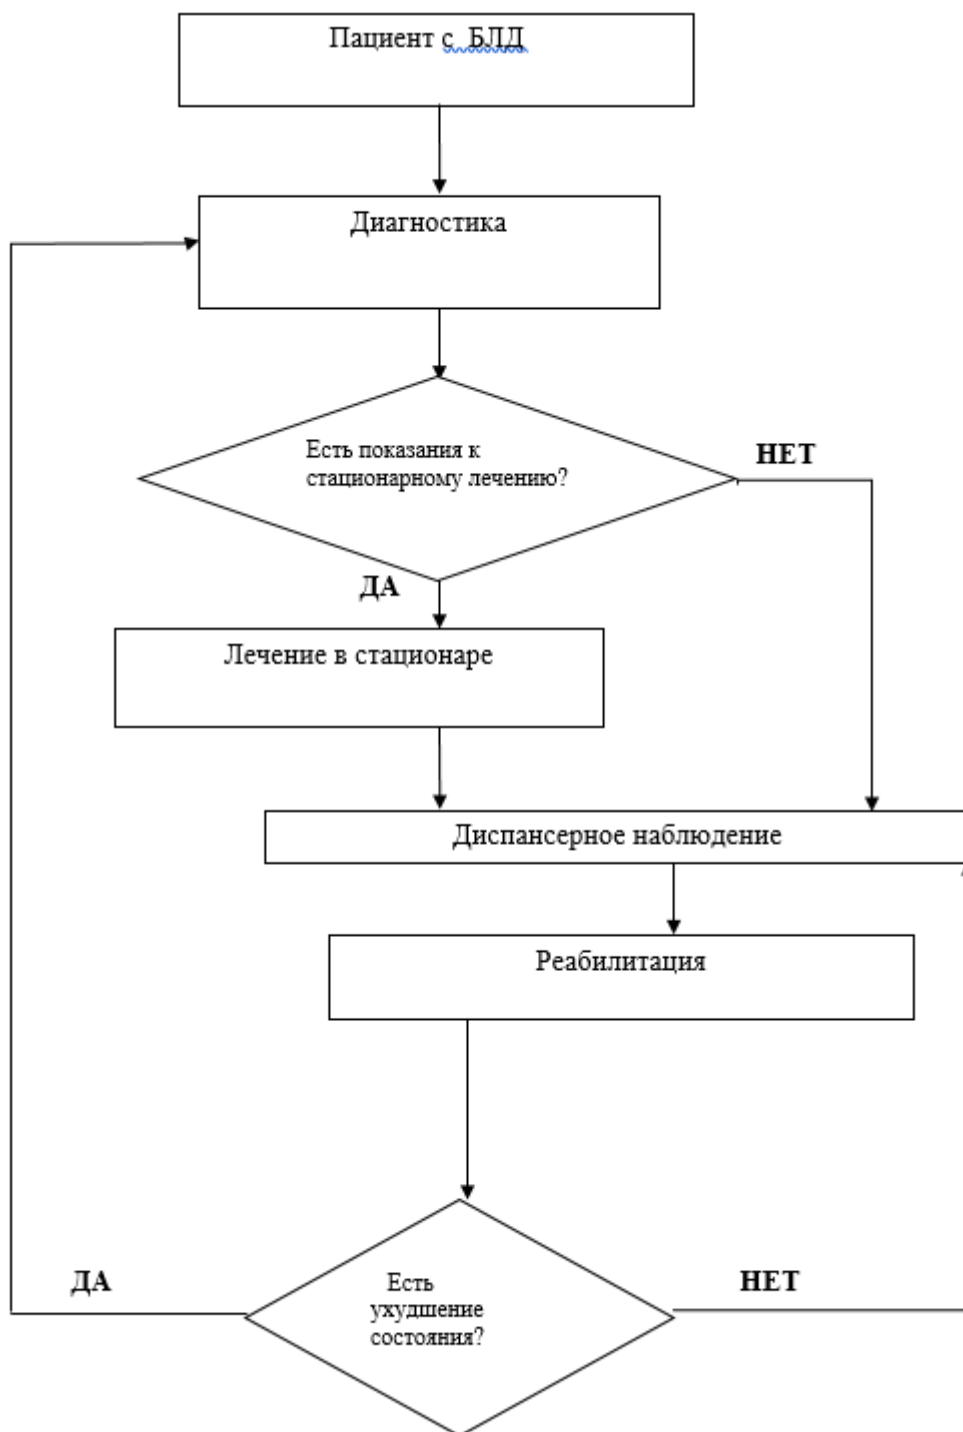 Пациент с БЛД
Диагностика
Есть показания к
стационарному лечению?
НЕТ
ДА
Лечение в стационаре
Диспансерное наблюдение
Реабилитация
ДА
Есть
ухудшение
состояния?
НЕТ